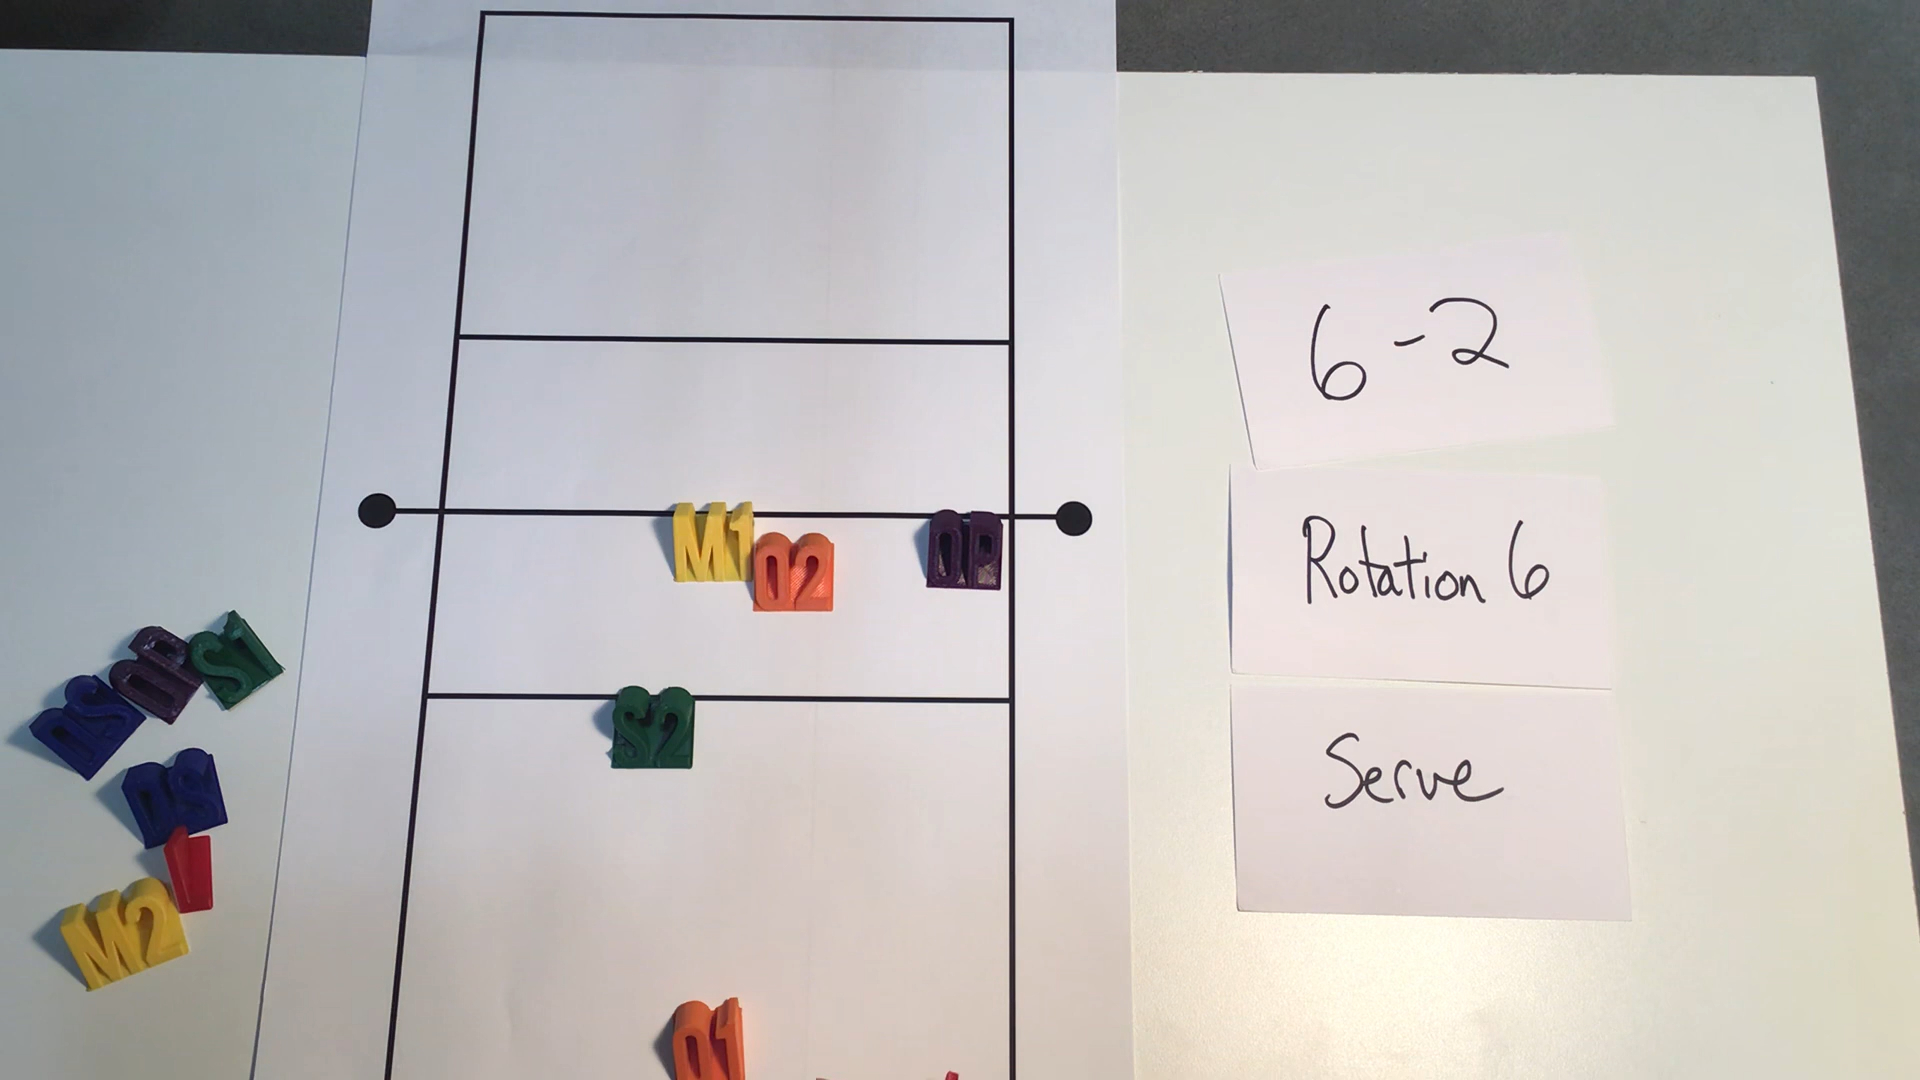 6-2
M1
O2
OP
Rotation 6
S1
OP
DS
S2
DS
Serve
M2
O1